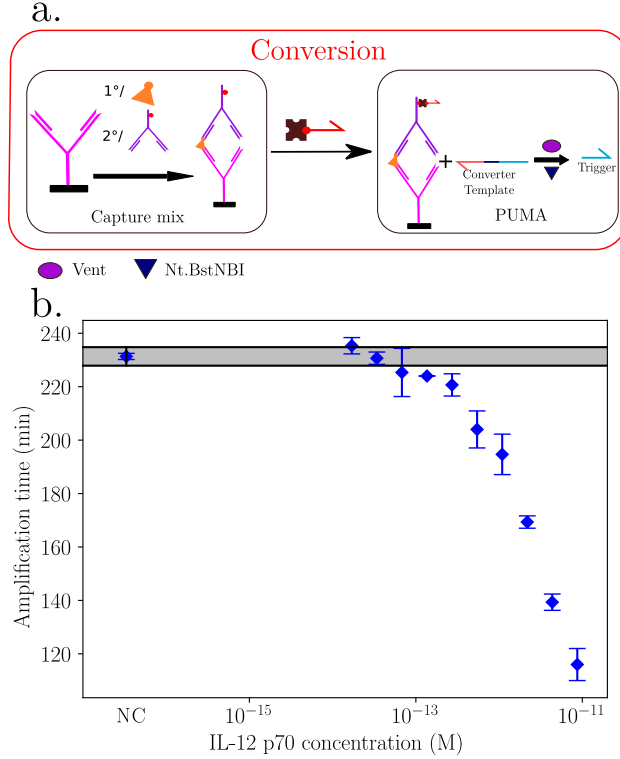 a.
Conversion
1°/
2°/
Capture mix
+
Converter
Template
Trigger
PUMA
Vent
Nt.BstNBI
b.
Amplification time (min)
240
220
200
180
160
140
120
NC
10⁻¹⁵
10⁻¹³
10⁻¹¹
IL-12 p70 concentration (M)